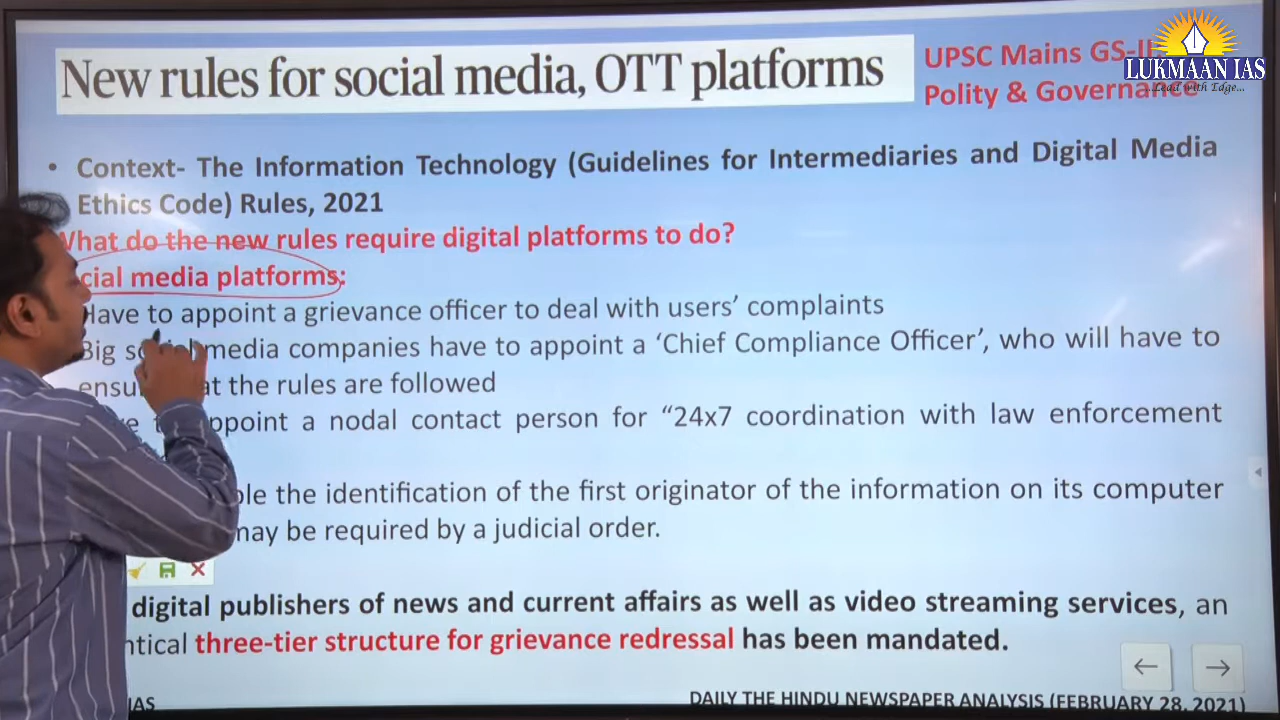 New rules for social media, OTT platforms
UPSC Mains GS-II
Polity & Governance
LUKMAAN IAS
...Lead with Edge...
• Context- The Information Technology (Guidelines for Intermediaries and Digital Media
Ethics Code) Rules, 2021
What do the new rules require digital platforms to do?
cial media platforms:
Have to appoint a grievance officer to deal with users’ complaints
Big social media companies have to appoint a ‘Chief Compliance Officer’, who will have to
ensu at the rules are followed
ppoint a nodal contact person for “24x7 coordination with law enforcement
ble the identification of the first originator of the information on its computer
may be required by a judicial order.
digital publishers of news and current affairs as well as video streaming services, an
ntical three-tier structure for grievance redressal has been mandated.
IAS
DAILY THE HINDU NEWSPAPER ANALYSIS (FEBRUARY 28, 2021)